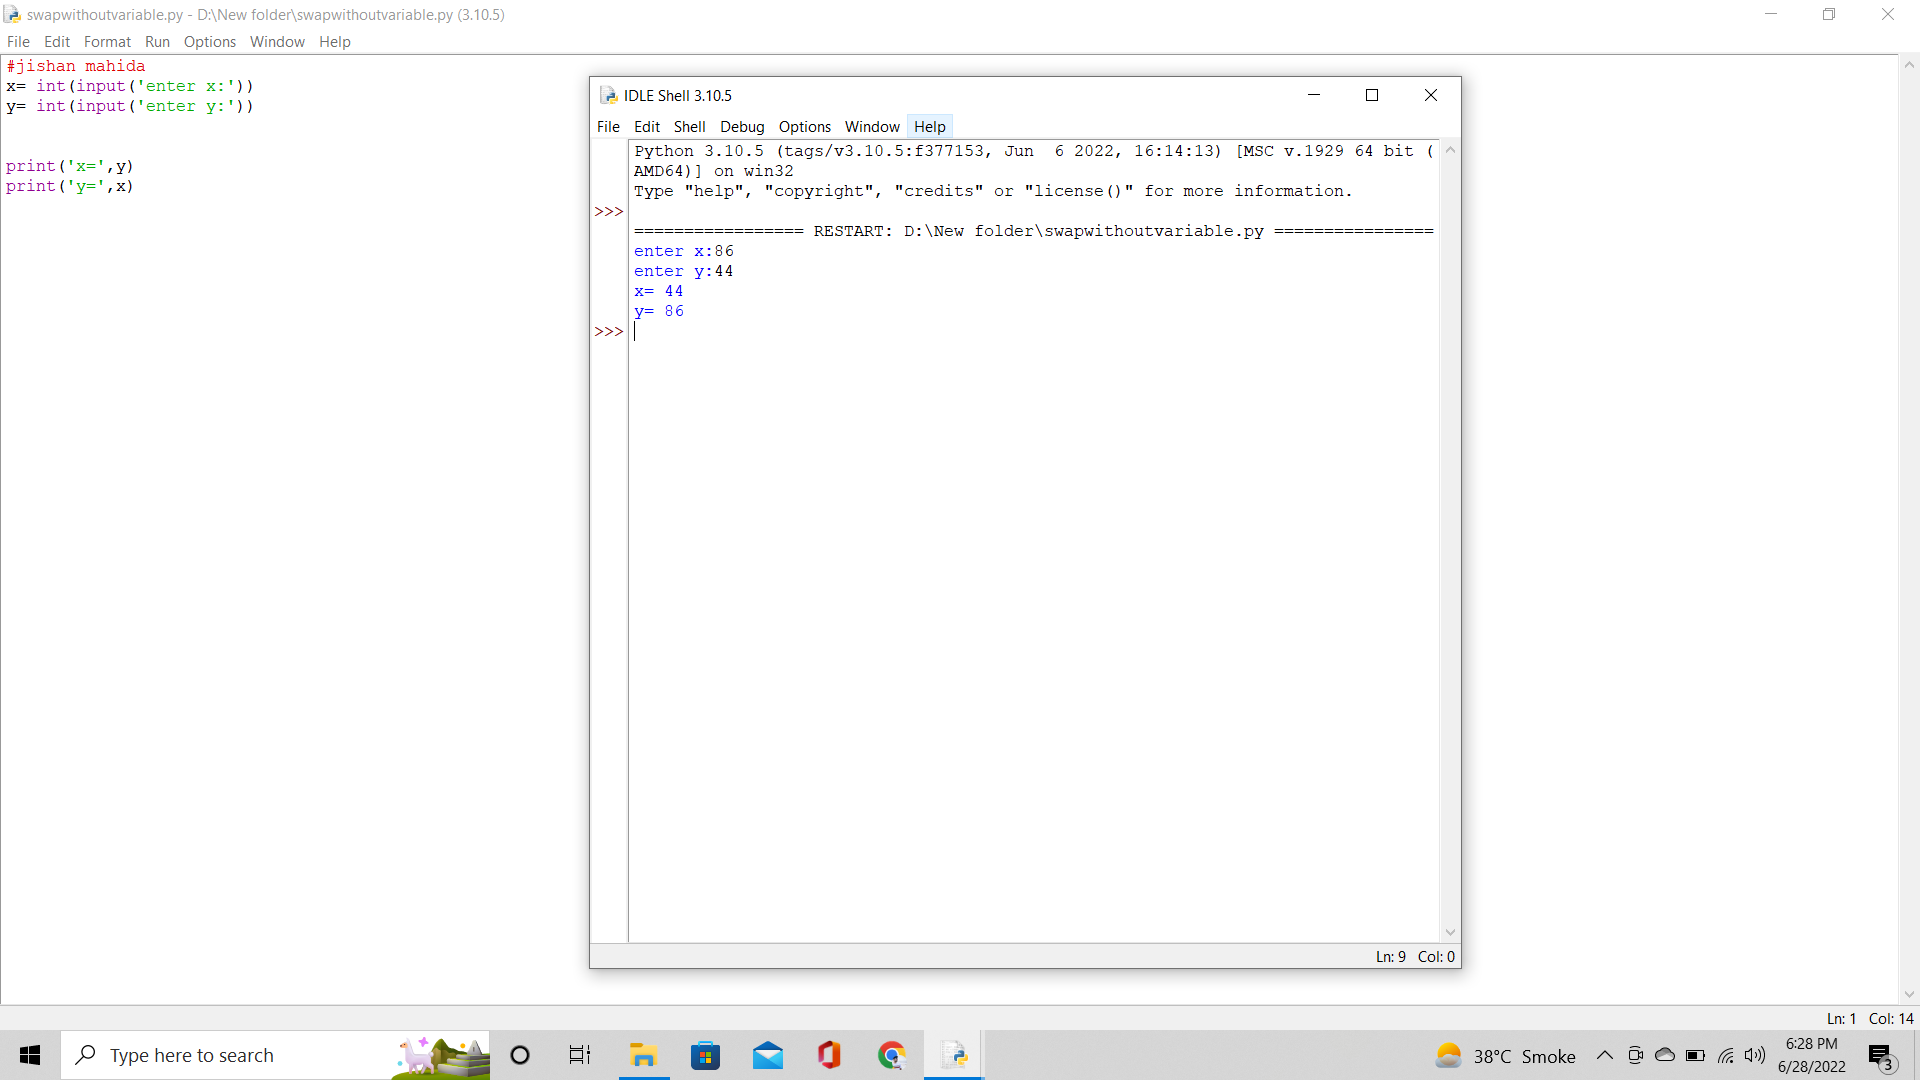 swapwithoutvariable.py - D:\New folder\swapwithoutvariable.py (3.10.5)
File Edit Format Run Options Window Help
#jishan mahida
x= int(input('enter x:'))
y= int(input('enter y:'))
print('x=',y)
print('y=',x)
IDLE Shell 3.10.5
File Edit Shell Debug Options Window Help
Python 3.10.5 (tags/v3.10.5:f377153, Jun  6 2022, 16:14:13) [MSC v.1929 64 bit (
AMD64)] on win32
Type "help", "copyright", "credits" or "license()" for more information.
>>>
================= RESTART: D:\New folder\swapwithoutvariable.py ================
enter x:86
enter y:44
x= 44
y= 86
>>>
Ln: 9 Col: 0
Ln: 1 Col: 14
Type here to search
38°C Smoke
6:28 PM
6/28/2022
3